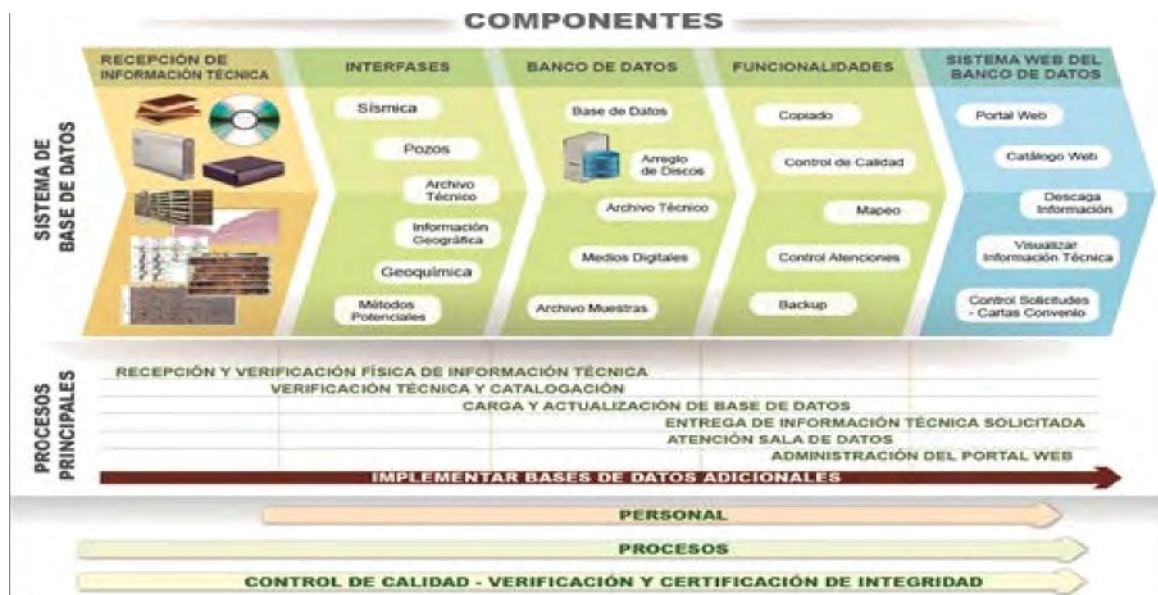 COMPONENTES
RECEPCIÓN DE
INFORMACIÓN TÉCNICA
INTERFASES
BANCO DE DATOS
FUNCIONALIDADES
SISTEMA WEB DEL
BANCO DE DATOS
SISTEMA DE
BASE DE DATOS
Sísmica
Pozos
Archivo
Técnico
Información
Geográfica
Geoquímica
Métodos
Potenciales
Base de Datos
Arreglo
de Discos
Archivo Técnico
Medios Digitales
Archivo Muestras
Copiado
Control de Calidad
Mapeo
Control Atenciones
Backup
Portal Web
Catálogo Web
Descaga
Información
Visualizar
Información Técnica
Control Solicitudes
- Cartas Convenio
PROCESOS
PRINCIPALES
RECEPCIÓN Y VERIFICACIÓN FÍSICA DE INFORMACIÓN TÉCNICA
VERIFICACIÓN TÉCNICA Y CATALOGACIÓN
CARGA Y ACTUALIZACIÓN DE BASE DE DATOS
ENTREGA DE INFORMACIÓN TÉCNICA SOLICITADA
ATENCIÓN SALA DE DATOS
ADMINISTRACIÓN DEL PORTAL WEB
IMPLEMENTAR BASES DE DATOS ADICIONALES
PERSONAL
PROCESOS
CONTROL DE CALIDAD - VERIFICACIÓN Y CERTIFICACIÓN DE INTEGRIDAD